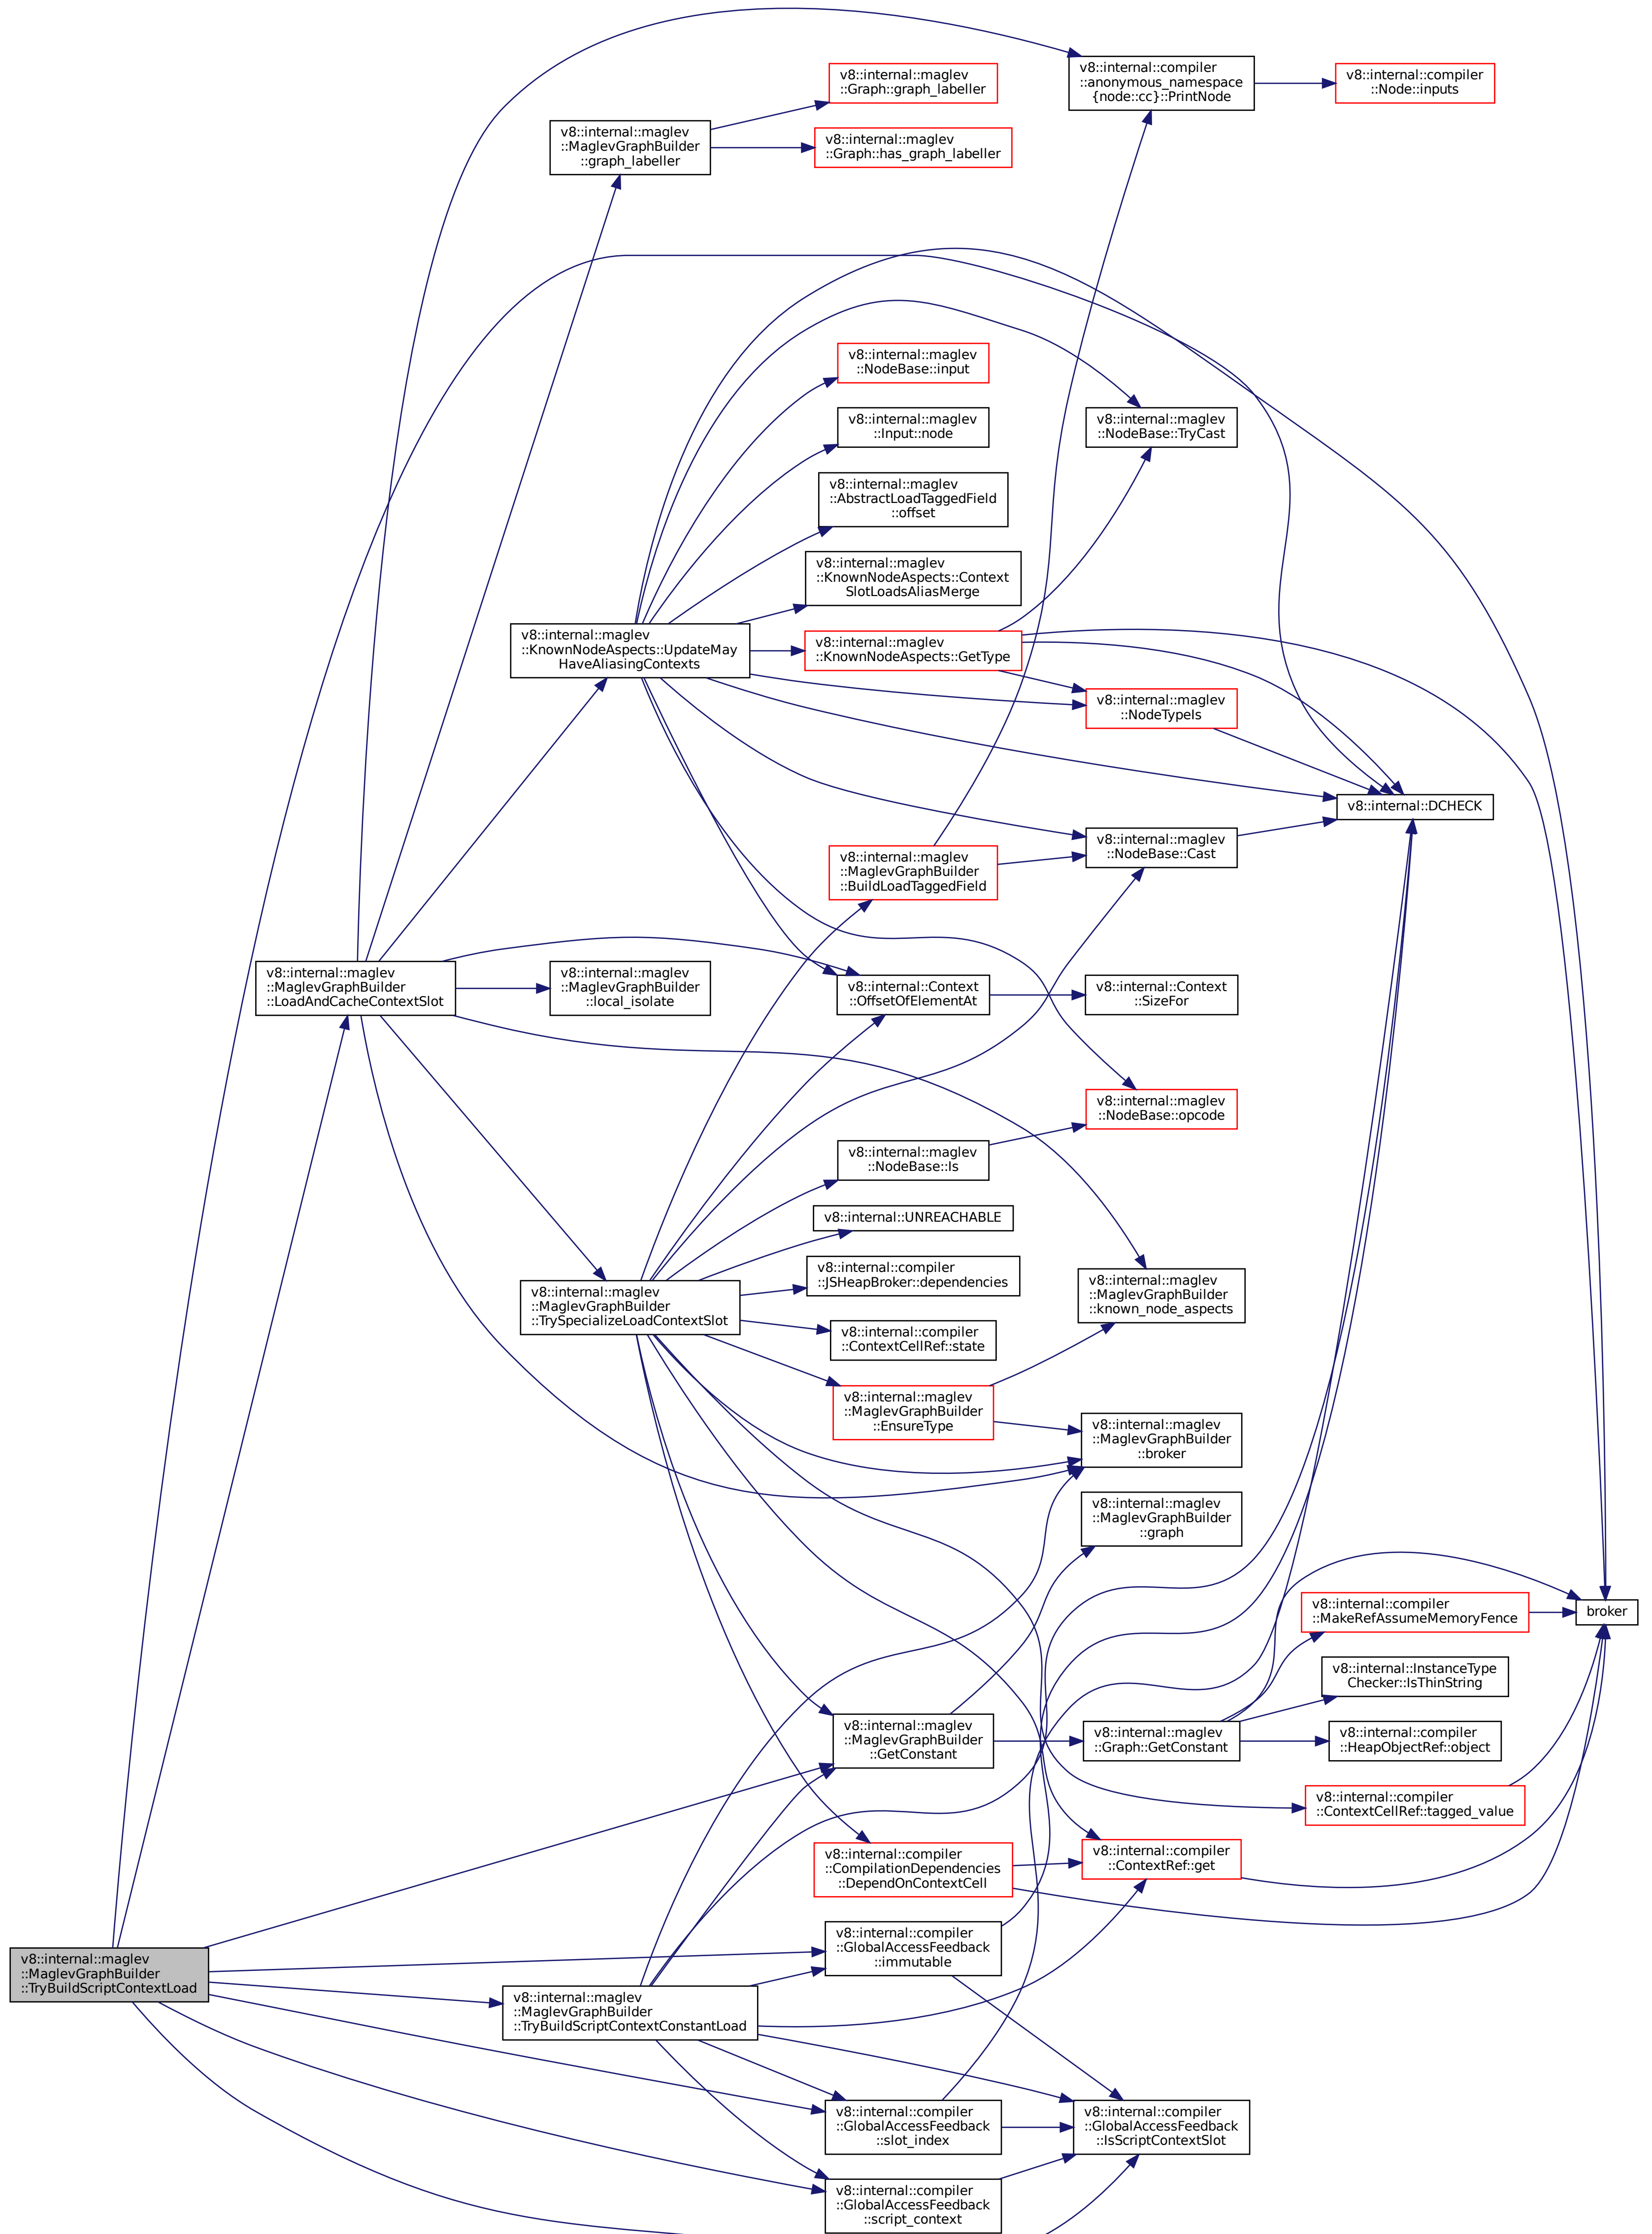 v8::internal::compiler
::anonymous_namespace
{node::cc}::PrintNode
v8::internal::compiler
::Node::inputs
v8::internal::maglev
::Graph::graph_labeller
v8::internal::maglev
::MaglevGraphBuilder
::graph_labeller
v8::internal::maglev
::Graph::has_graph_labeller
v8::internal::maglev
::NodeBase::input
v8::internal::maglev
::Input::node
v8::internal::maglev
::NodeBase::TryCast
v8::internal::maglev
::AbstractLoadTaggedField
::offset
v8::internal::maglev
::KnownNodeAspects::Context
SlotLoadsAliasMerge
v8::internal::maglev
::KnownNodeAspects::UpdateMay
HaveAliasingContexts
v8::internal::maglev
::KnownNodeAspects::GetType
v8::internal::maglev
::NodeTypeIs
v8::internal::DCHECK
v8::internal::maglev
::NodeBase::Cast
v8::internal::maglev
::MaglevGraphBuilder
::BuildLoadTaggedField
v8::internal::maglev
::MaglevGraphBuilder
::LoadAndCacheContextSlot
v8::internal::maglev
::MaglevGraphBuilder
::local_isolate
v8::internal::Context
::OffsetOfElementAt
v8::internal::Context
::SizeFor
v8::internal::maglev
::NodeBase::opcode
v8::internal::maglev
::NodeBase::Is
v8::internal::UNREACHABLE
v8::internal::compiler
::JSHeapBroker::dependencies
v8::internal::maglev
::MaglevGraphBuilder
::known_node_aspects
v8::internal::maglev
::MaglevGraphBuilder
::TrySpecializeLoadContextSlot
v8::internal::compiler
::ContextCellRef::state
v8::internal::maglev
::MaglevGraphBuilder
::EnsureType
v8::internal::maglev
::MaglevGraphBuilder
::broker
v8::internal::maglev
::MaglevGraphBuilder
::graph
v8::internal::compiler
::MakeRefAssumeMemoryFence
broker
v8::internal::InstanceType
Checker::IsThinString
v8::internal::maglev
::MaglevGraphBuilder
::GetConstant
v8::internal::maglev
::Graph::GetConstant
v8::internal::compiler
::HeapObjectRef::object
v8::internal::compiler
::ContextCellRef::tagged_value
v8::internal::compiler
::CompilationDependencies
::DependOnContextCell
v8::internal::compiler
::ContextRef::get
v8::internal::compiler
::GlobalAccessFeedback
::immutable
v8::internal::maglev
::MaglevGraphBuilder
::TryBuildScriptContextLoad
v8::internal::maglev
::MaglevGraphBuilder
::TryBuildScriptContextConstantLoad
v8::internal::compiler
::GlobalAccessFeedback
::slot_index
v8::internal::compiler
::GlobalAccessFeedback
::IsScriptContextSlot
v8::internal::compiler
::GlobalAccessFeedback
::script_context